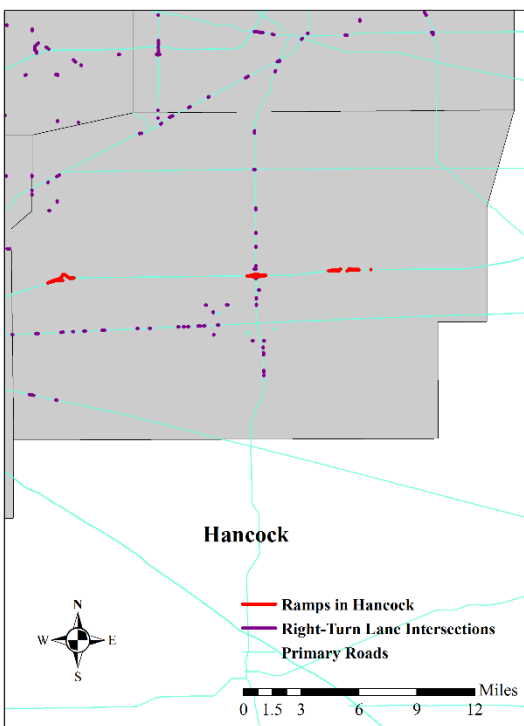 Hancock
N
W E
S
Ramps in Hancock
Right-Turn Lane Intersections
Primary Roads
Miles
0 1.5 3 6 9 12